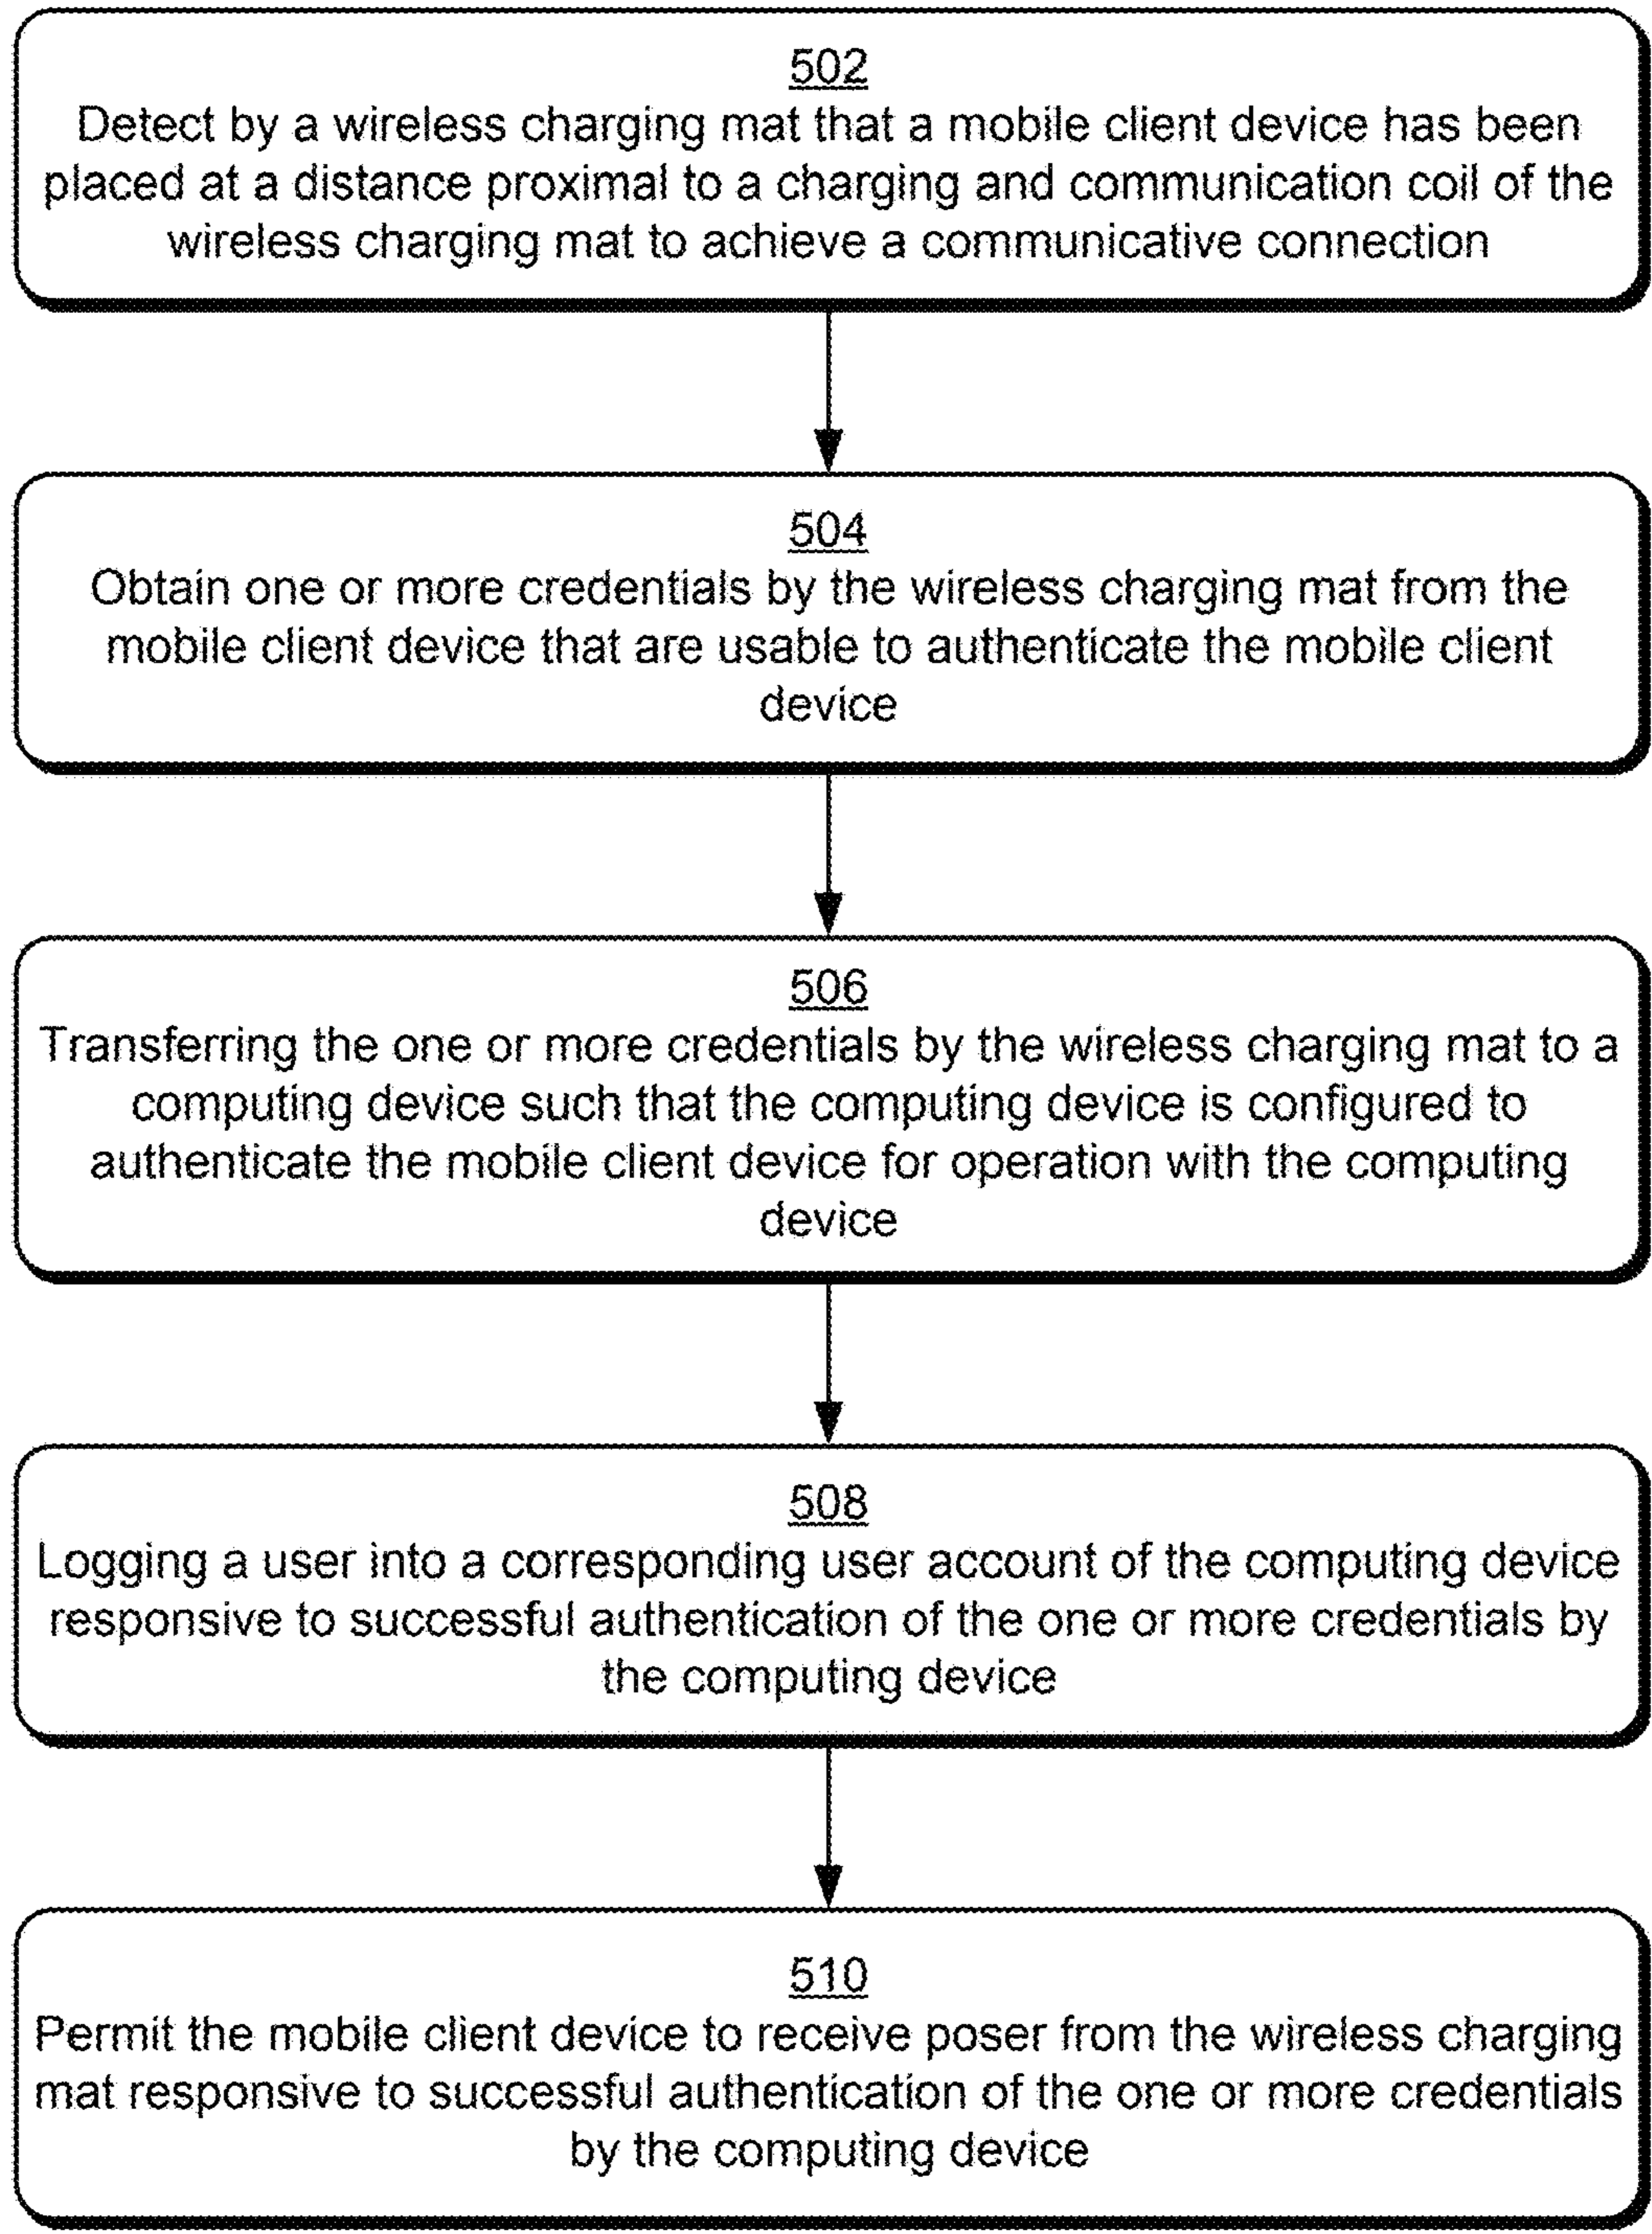 502
Detect by a wireless charging mat that a mobile client device has been
placed at a distance proximal to a charging and communication coil of the
wireless charging mat to achieve a communicative connection
504
Obtain one or more credentials by the wireless charging mat from the
mobile client device that are usable to authenticate the mobile client
device
506
Transferring the one or more credentials by the wireless charging mat to a
computing device such that the computing device is configured to
authenticate the mobile client device for operation with the computing
device
508
Logging a user into a corresponding user account of the computing device
responsive to successful authentication of the one or more credentials by
the computing device
510
Permit the mobile client device to receive poser from the wireless charging
mat responsive to successful authentication of the one or more credentials
by the computing device